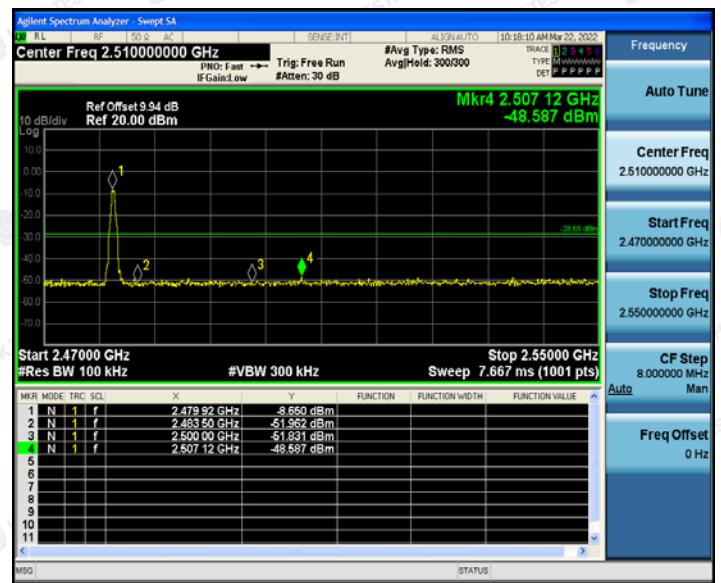 Agilent Spectrum Analyzer - Swept SA
RL RF 50 Ω AC SENSE:INT ALIGNAUTO 10:18:10 AM Mar 22, 2022
Center Freq 2.510000000 GHz
PNO: Fast
IFGain:Low
Trig: Free Run
#Atten: 30 dB
#Avg Type: RMS
Avg|Hold: 300/300
TRACE 1 2 3 4 5 6
TYPE M W W W W W
DET P P P P P P
Mkr4 2.507 12 GHz
-48.587 dBm
Ref Offset 9.94 dB
10 dB/div Ref 20.00 dBm
Log
10.0
0.00
-10.0
-20.0
-30.0
-40.0
-50.0
-60.0
-70.0
1
2
3
4
-28.65 dBm
Start 2.47000 GHz Stop 2.55000 GHz
#Res BW 100 kHz #VBW 300 kHz Sweep 7.667 ms (1001 pts)
MKR MODE TRC SCL X Y FUNCTION FUNCTION WIDTH FUNCTION VALUE
1 N 1 f 2.479 92 GHz -8.650 dBm
2 N 1 f 2.483 50 GHz -51.962 dBm
3 N 1 f 2.500 00 GHz -51.831 dBm
4 N 1 f 2.507 12 GHz -48.587 dBm
5
6
7
8
9
10
11
MSG STATUS
Frequency
Auto Tune
Center Freq
2.510000000 GHz
Start Freq
2.470000000 GHz
Stop Freq
2.550000000 GHz
CF Step
8.000000 MHz
Auto Man
Freq Offset
0 Hz